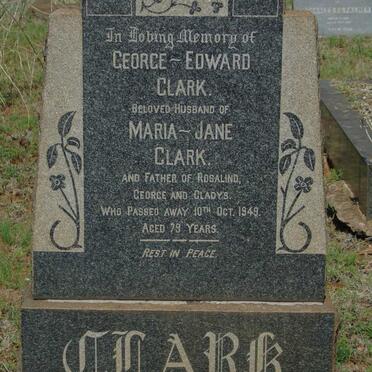 In Loving Memory of
GEORGE ~ EDWARD
CLARK.
BELOVED HUSBAND OF
MARIA ~ JANE
CLARK.
AND FATHER OF ROSALIND,
GEORGE AND GLADYS.
WHO PASSED AWAY 10TH OCT. 1949.
AGED 79 YEARS.
REST IN PEACE.
CLARK